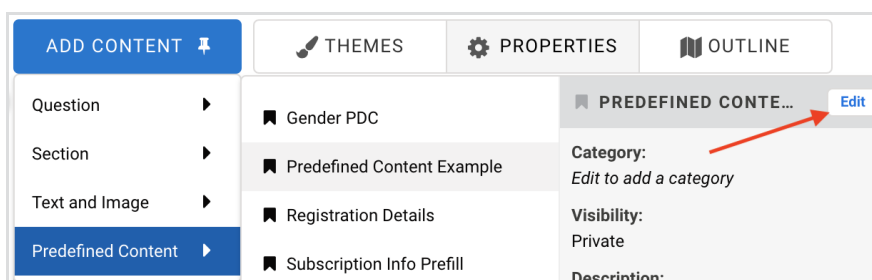 ADD CONTENT
THEMES
PROPERTIES
OUTLINE
Question
Section
Text and Image
Predefined Content
Gender PDC
Predefined Content Example
Registration Details
Subscription Info Prefill
PREDEFINED CONTE...
Edit
Category:
Edit to add a category
Visibility:
Private
Description: